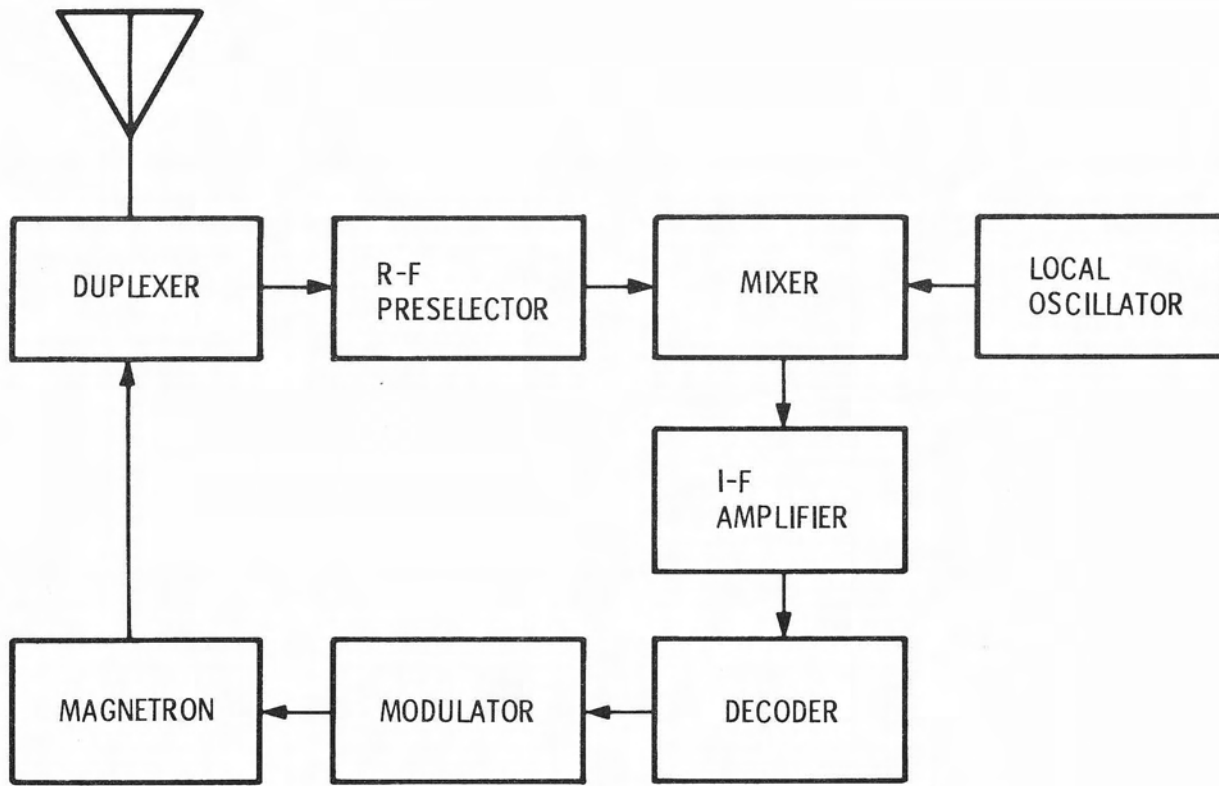 DUPLEXER
R-F
PRESELECTOR
MIXER
LOCAL
OSCILLATOR
I-F
AMPLIFIER
MAGNETRON
MODULATOR
DECODER